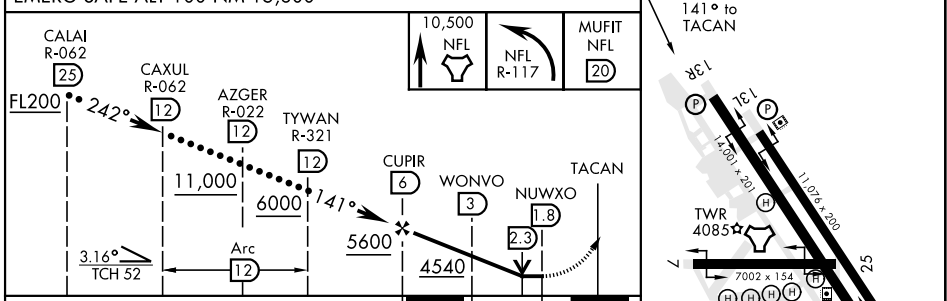 EMERG SAFE ALT 100 NM 15,300
CALAI
R-062
25
FL200
242°
CAXUL
R-062
12
AZGER
R-022
12
11,000
TYWAN
R-321
12
6000
141°
CUPIR
6
5600
WONVO
3
4540
NUWXO
1.8
2.3
TACAN
3.16°
TCH 52
Arc
12
10,500
NFL
NFL
R-117
MUFIT
NFL
20
141° to
TACAN
13R
13L
P
P
14,001 x 201
11,076 x 200
H
TWR
4085
7
7002 x 154
25
H
H
H
H
H